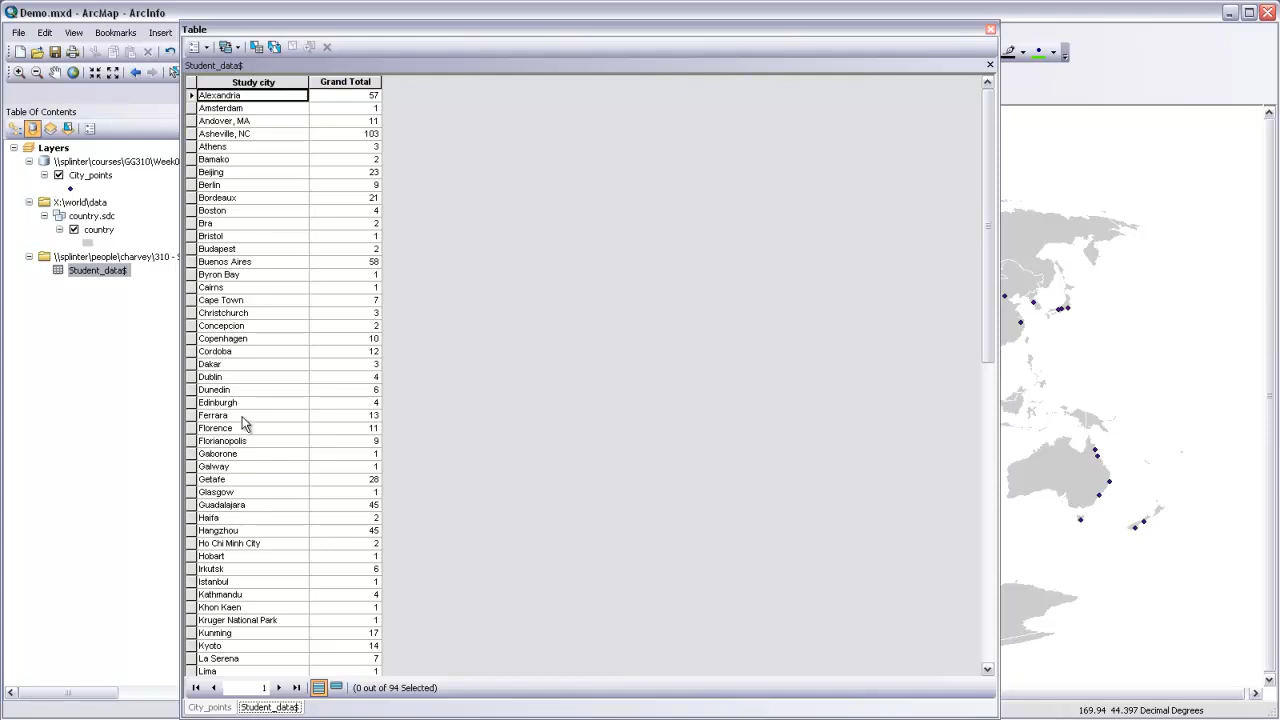 Demo.mxd - ArcMap - ArcInfo
File Edit View Bookmarks Insert
Table Of Contents
Layers
\\splinter\courses\GG310\Week0
City_points
X:\world\data
country.sdc
country
\\splinter\people\charvey\310 - S
Student_data$
Table
Student_data$
Study city Grand Total
Alexandria 57
Amsterdam 1
Andover, MA 11
Asheville, NC 103
Athens 3
Bamako 2
Beijing 23
Berlin 9
Bordeaux 21
Boston 4
Bra 2
Bristol 1
Budapest 2
Buenos Aires 58
Byron Bay 1
Cairns 1
Cape Town 7
Christchurch 3
Concepcion 2
Copenhagen 10
Cordoba 12
Dakar 3
Dublin 4
Dunedin 6
Edinburgh 4
Ferrara 13
Florence 11
Florianopolis 9
Gaborone 1
Galway 1
Getafe 28
Glasgow 1
Guadalajara 45
Haifa 2
Hangzhou 45
Ho Chi Minh City 2
Hobart 1
Irkutsk 6
Istanbul 1
Kathmandu 4
Khon Kaen 1
Kruger National Park 1
Kunming 17
Kyoto 14
La Serena 7
Lima 1
1 (0 out of 94 Selected)
City_points Student_data$
169.94 44.397 Decimal Degrees